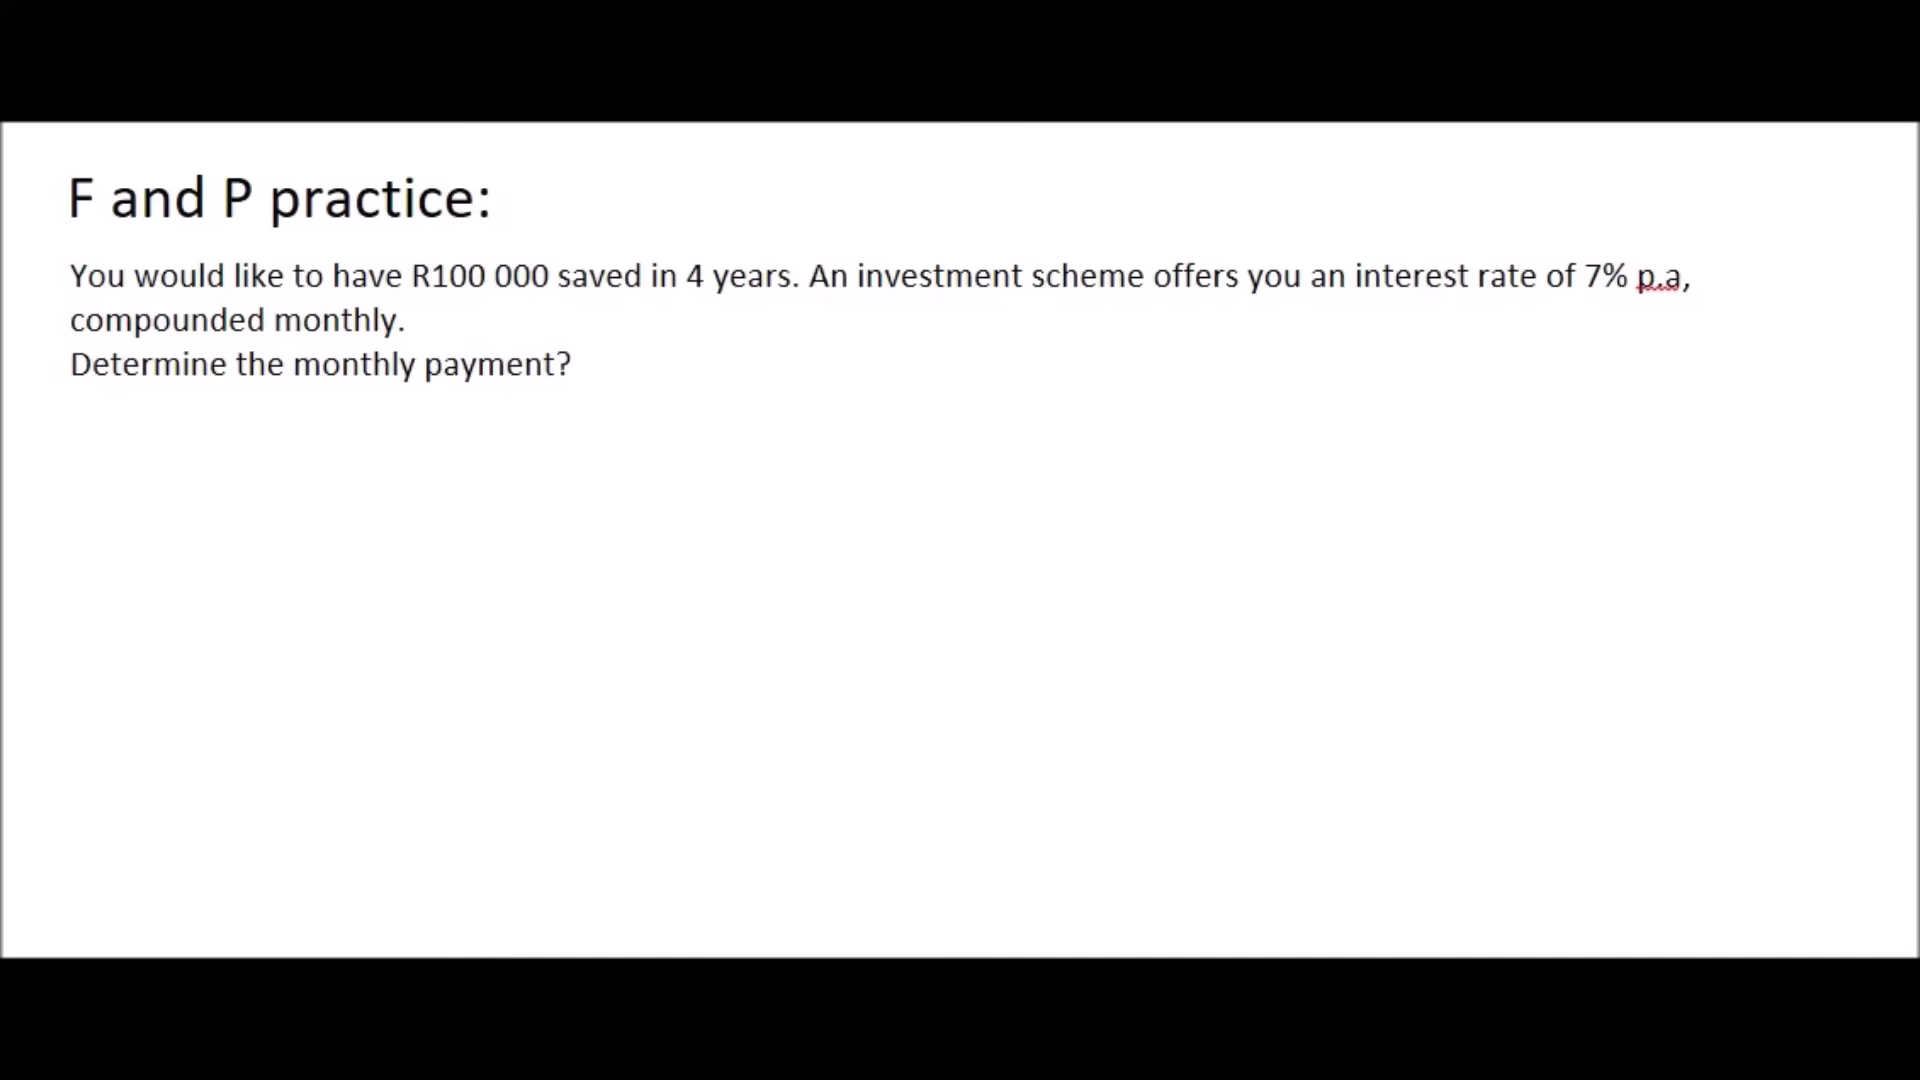 F and P practice:
You would like to have R100 000 saved in 4 years. An investment scheme offers you an interest rate of 7% p.a,
compounded monthly.
Determine the monthly payment?